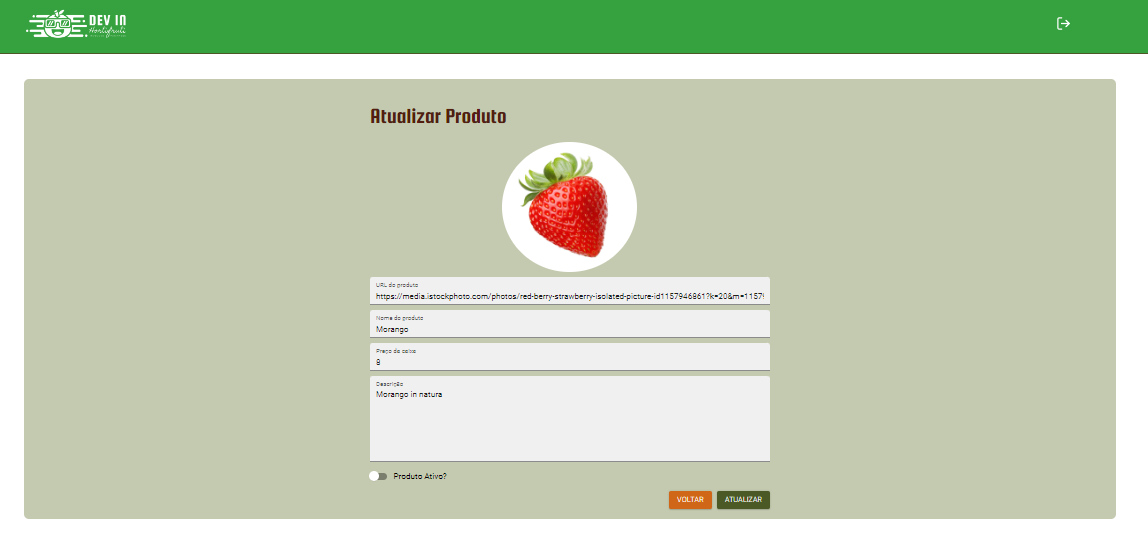 DEV IN
Hortifruti
Atualizar Produto
URL do produto
https://media.istockphoto.com/photos/red-berry-strawberry-isolated-picture-id1157946861?k=20&m=1157
Nome do produto
Morango
Preço da caixa
8
Descrição
Morango in natura
Produto Ativo?
VOLTAR
ATUALIZAR